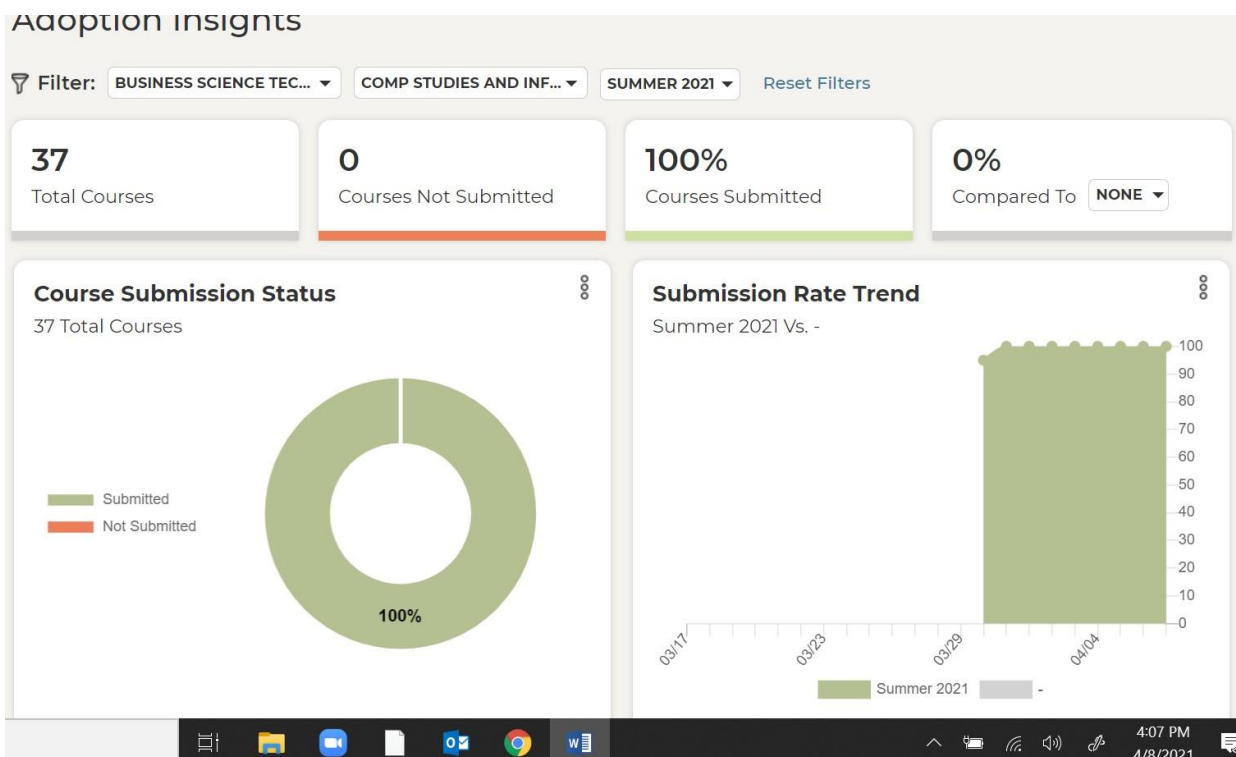 Adoption Insights
Filter: BUSINESS SCIENCE TEC... COMP STUDIES AND INF... SUMMER 2021 Reset Filters
37
Total Courses
0
Courses Not Submitted
100%
Courses Submitted
0%
Compared To NONE
Course Submission Status
37 Total Courses
Submitted
Not Submitted
100%
Submission Rate Trend
Summer 2021 Vs. -
100
90
80
70
60
50
40
30
20
10
0
03/17
03/23
03/29
04/04
Summer 2021
-
4:07 PM
4/8/2021